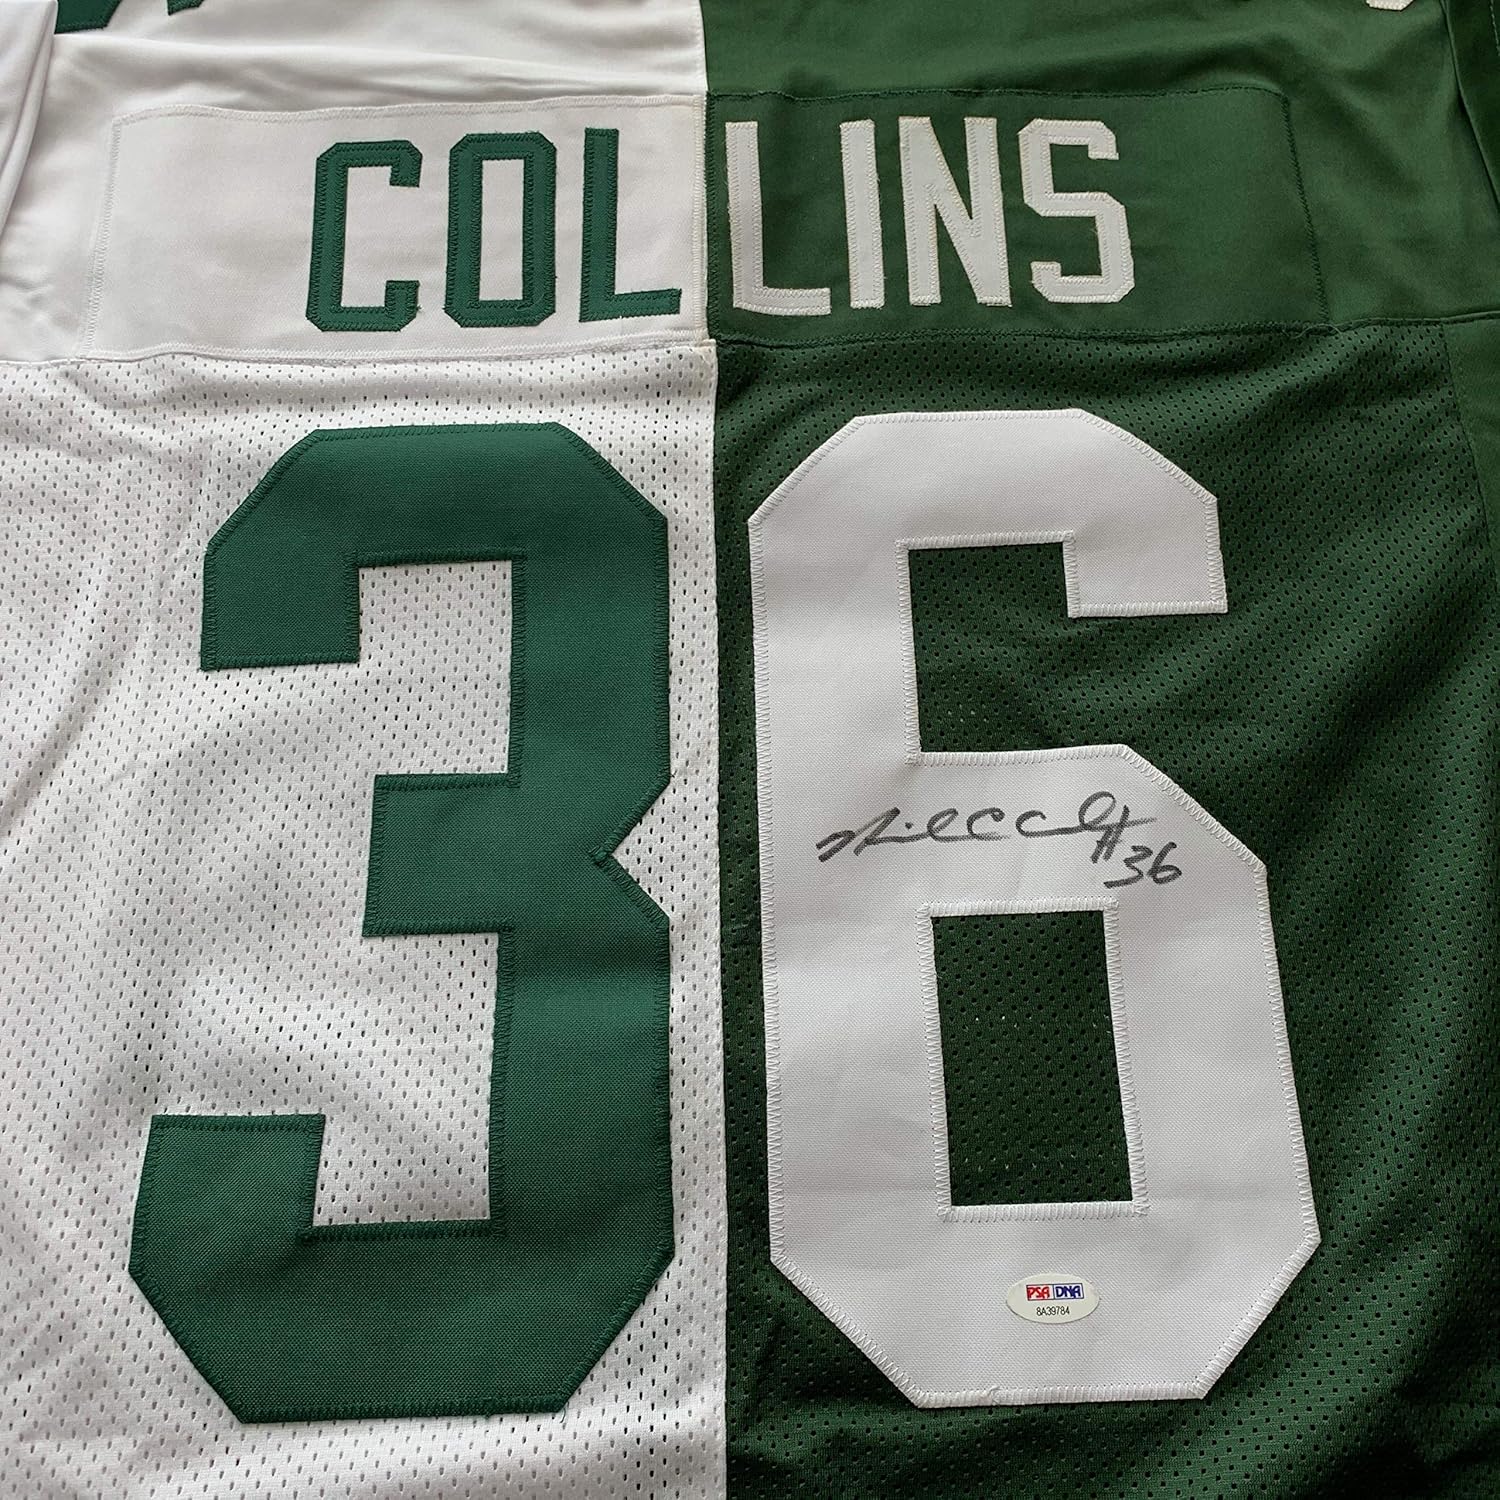 COLLINS
36
#36
PSA DNA
8A39784